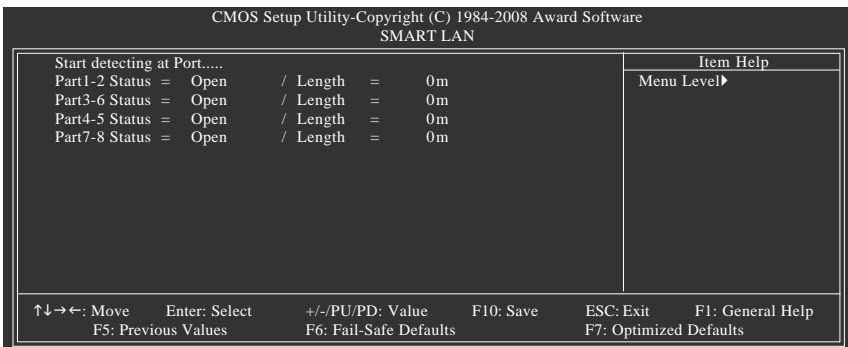 CMOS Setup Utility-Copyright (C) 1984-2008 Award Software
SMART LAN
Start detecting at Port.....
Part1-2 Status = Open / Length = 0m
Part3-6 Status = Open / Length = 0m
Part4-5 Status = Open / Length = 0m
Part7-8 Status = Open / Length = 0m
Item Help
Menu Level▶
↑↓→←: Move Enter: Select +/-/PU/PD: Value F10: Save ESC: Exit F1: General Help
F5: Previous Values F6: Fail-Safe Defaults F7: Optimized Defaults